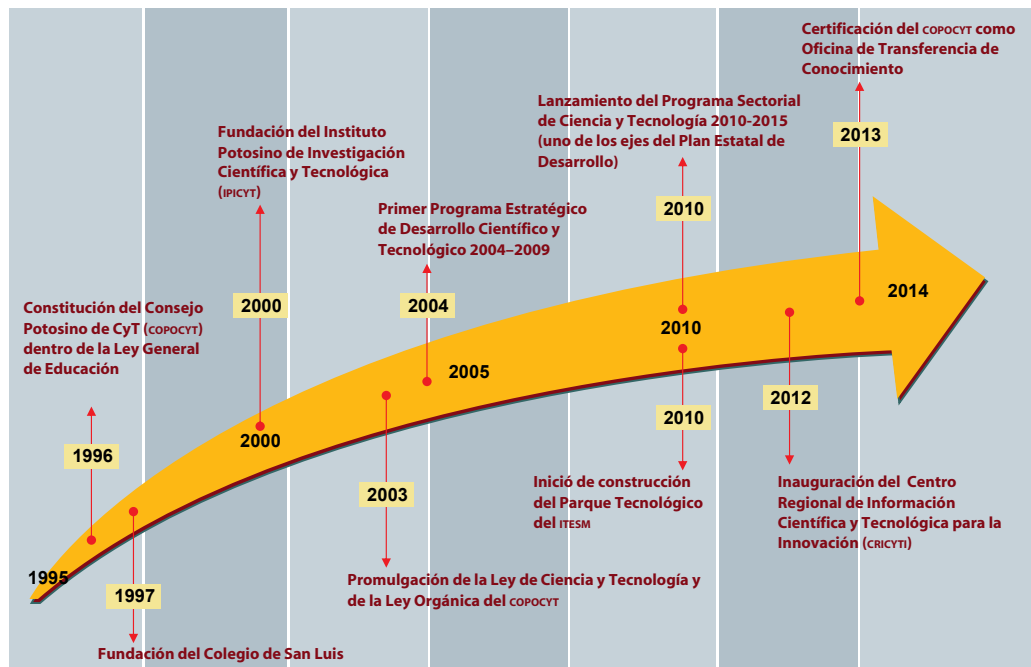 Certificación del COPOCYT como
Oficina de Transferencia de
Conocimiento
2013
Lanzamiento del Programa Sectorial
de Ciencia y Tecnología 2010-2015
(uno de los ejes del Plan Estatal de
Desarrollo)
2010
Fundación del Instituto
Potosino de Investigación
Científica y Tecnológica
(IPICYT)
2000
Primer Programa Estratégico
de Desarrollo Científico y
Tecnológico 2004–2009
2004
Constitución del Consejo
Potosino de CyT (COPOCYT)
dentro de la Ley General
de Educación
1996
1995
2000
2005
2010
2014
1997
Fundación del Colegio de San Luis
2003
Promulgación de la Ley de Ciencia y Tecnología y
de la Ley Orgánica del COPOCYT
2010
Inició de construcción
del Parque Tecnológico
del ITESM
2012
Inauguración del Centro
Regional de Información
Científica y Tecnológica para la
Innovación (CRICYTI)